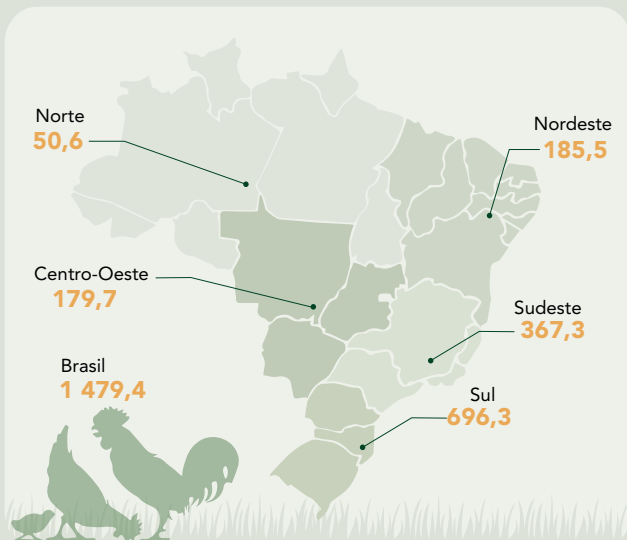 Norte
50,6
Nordeste
185,5
Centro-Oeste
179,7
Sudeste
367,3
Brasil
1 479,4
Sul
696,3